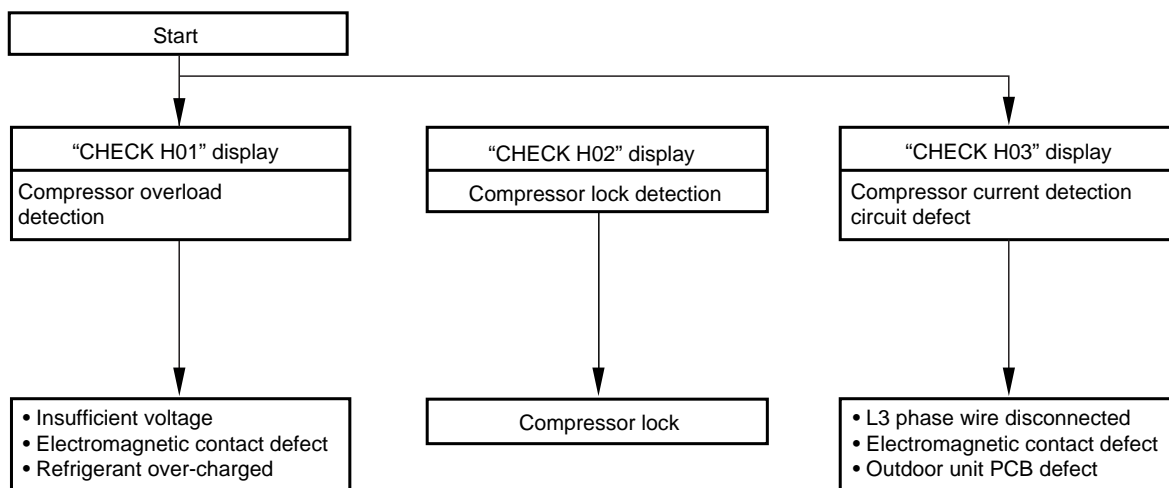 Start
“CHECK H01” display
Compressor overload
detection
“CHECK H02” display
Compressor lock detection
“CHECK H03” display
Compressor current detection
circuit defect
• Insufficient voltage
• Electromagnetic contact defect
• Refrigerant over-charged
Compressor lock
• L3 phase wire disconnected
• Electromagnetic contact defect
• Outdoor unit PCB defect